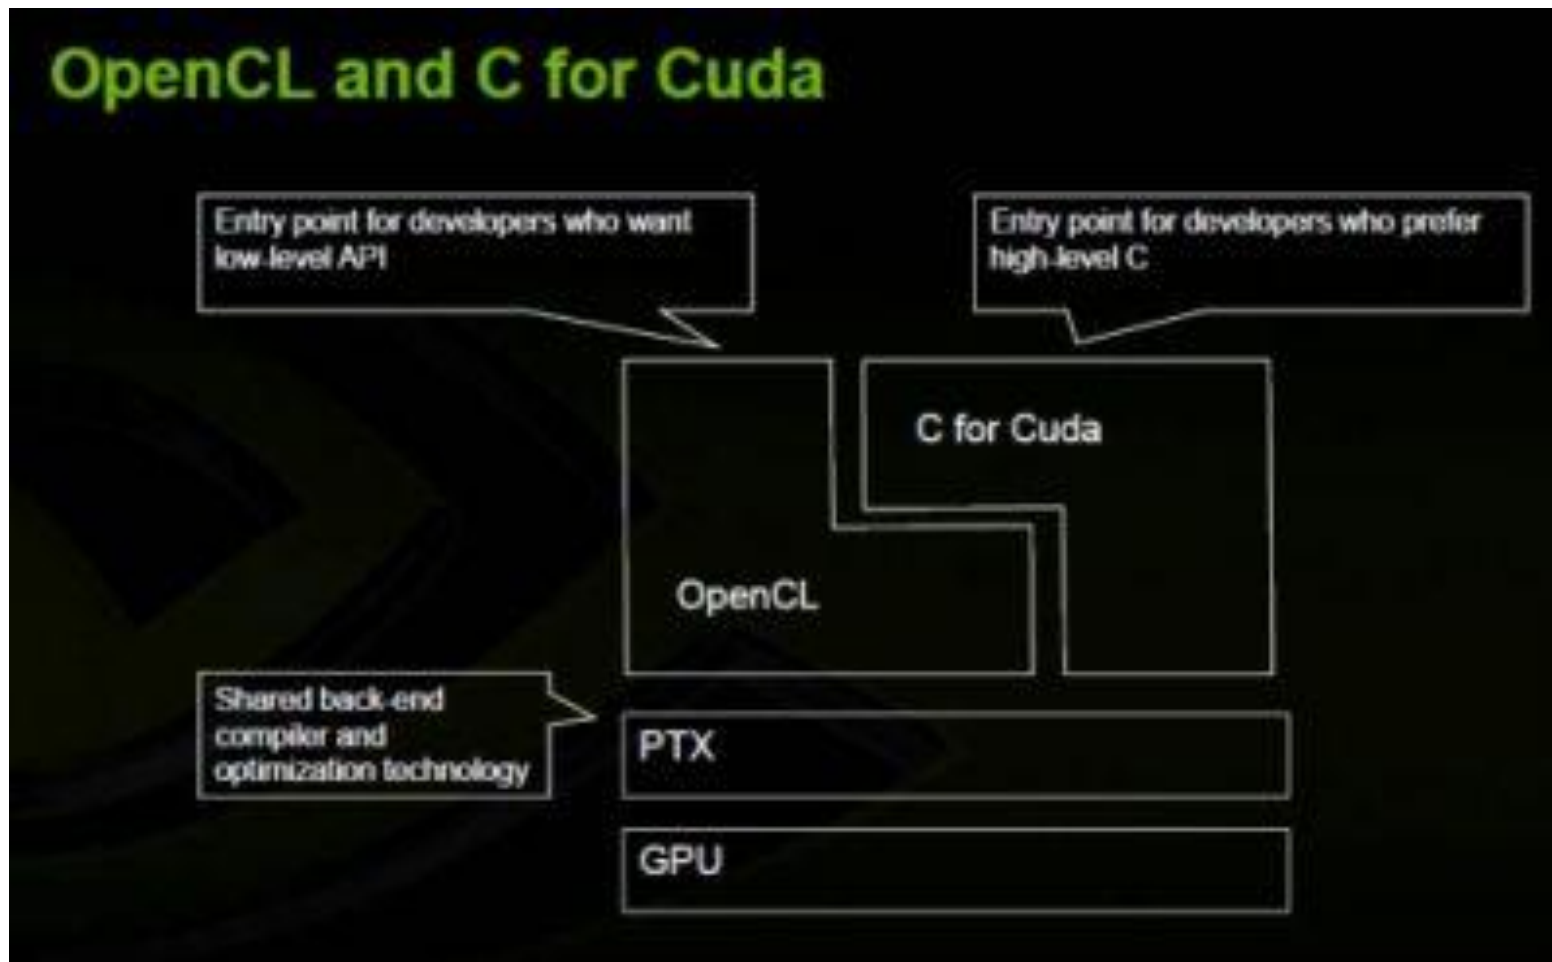 OpenCL and C for Cuda
Entry point for developers who want
low-level API
Entry point for developers who prefer
high-level C
C for Cuda
OpenCL
Shared back-end
compiler and
optimization technology
PTX
GPU